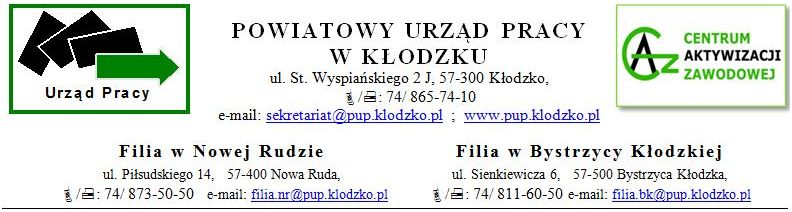 Urząd Pracy
POWIATOWY URZĄD PRACY
W KŁODZKU
ul. St. Wyspiańskiego 2 J, 57-300 Kłodzko,
☎/🖷: 74/ 865-74-10
e-mail: sekretariat@pup.klodzko.pl ; www.pup.klodzko.pl
CAZ
CENTRUM
AKTYWIZACJI
ZAWODOWEJ
Filia w Nowej Rudzie
ul. Piłsudskiego 14, 57-400 Nowa Ruda,
☎/🖷: 74/ 873-50-50 e-mail: filia.nr@pup.klodzko.pl
Filia w Bystrzycy Kłodzkiej
ul. Sienkiewicza 6, 57-500 Bystrzyca Kłodzka,
☎/🖷: 74/ 811-60-50 e-mail: filia.bk@pup.klodzko.pl